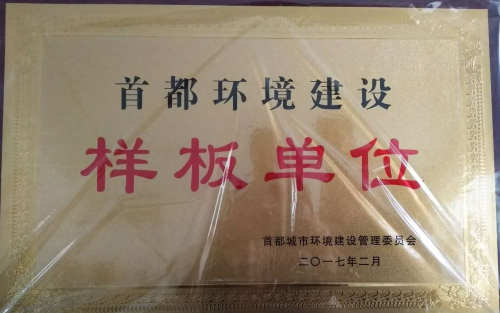 首都环境建设
样板单位
首都城市环境建设管理委员会
二〇一七年二月